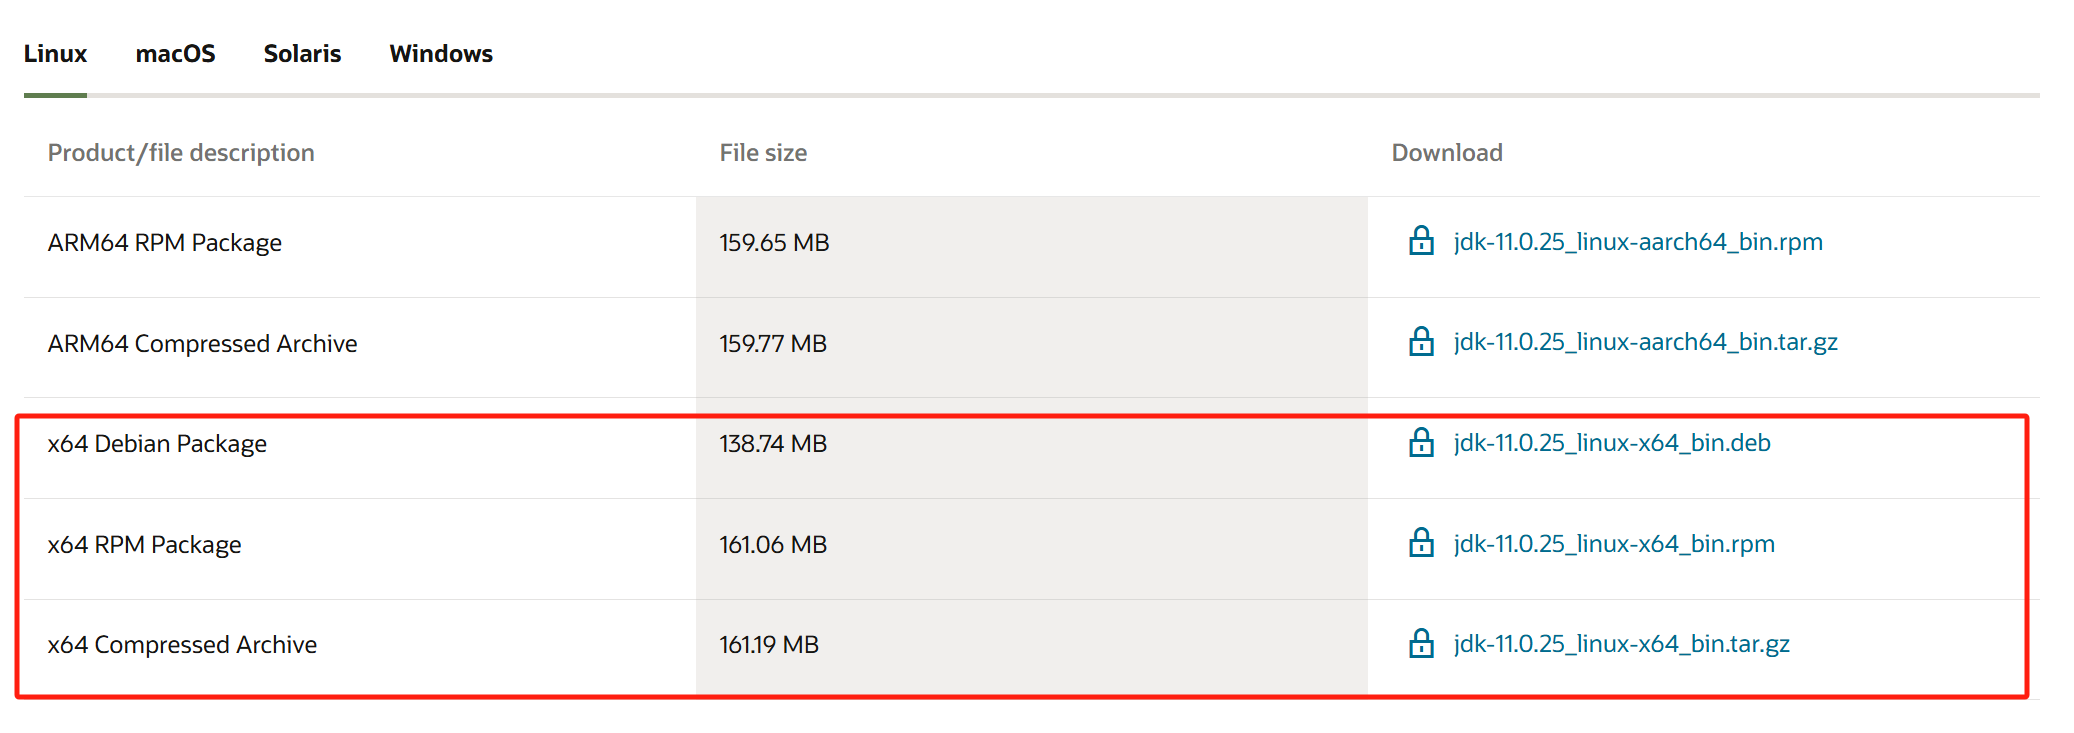 Linux macOS Solaris Windows
Product/file description File size Download
ARM64 RPM Package 159.65 MB jdk-11.0.25_linux-aarch64_bin.rpm
ARM64 Compressed Archive 159.77 MB jdk-11.0.25_linux-aarch64_bin.tar.gz
x64 Debian Package 138.74 MB jdk-11.0.25_linux-x64_bin.deb
x64 RPM Package 161.06 MB jdk-11.0.25_linux-x64_bin.rpm
x64 Compressed Archive 161.19 MB jdk-11.0.25_linux-x64_bin.tar.gz